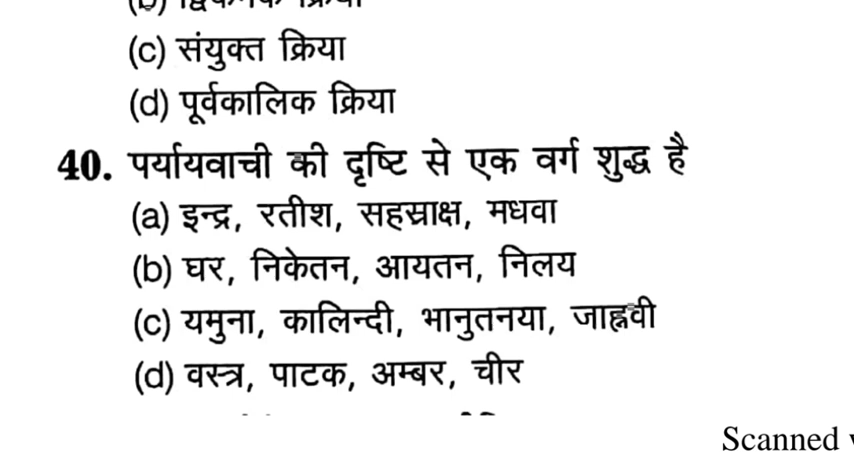 (c) संयुक्त क्रिया
(d) पूर्वकालिक क्रिया
40. पर्यायवाची की दृष्टि से एक वर्ग शुद्ध है
(a) इन्द्र, रतीश, सहस्राक्ष, मधवा
(b) घर, निकेतन, आयतन, निलय
(c) यमुना, कालिन्दी, भानुतनया, जाह्नवी
(d) वस्त्र, पाटक, अम्बर, चीर
Scanned